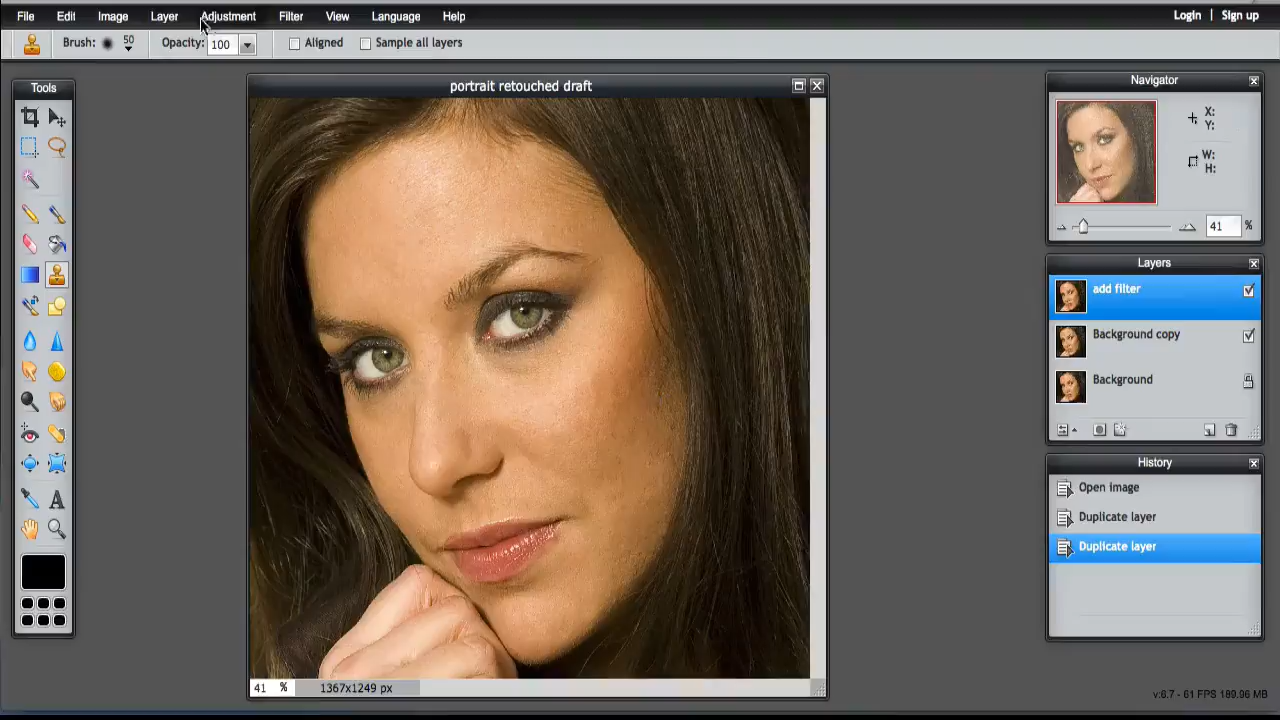 File Edit Image Layer Adjustment Filter View Language Help Login | Sign up
Brush: 50 Opacity: 100 Aligned Sample all layers
Tools
portrait retouched draft
41 % 1367x1249 px
Navigator
X:
Y:
W:
H:
41 %
Layers
add filter
Background copy
Background
History
Open image
Duplicate layer
Duplicate layer
v:6.7 - 61 FPS 189.96 MB